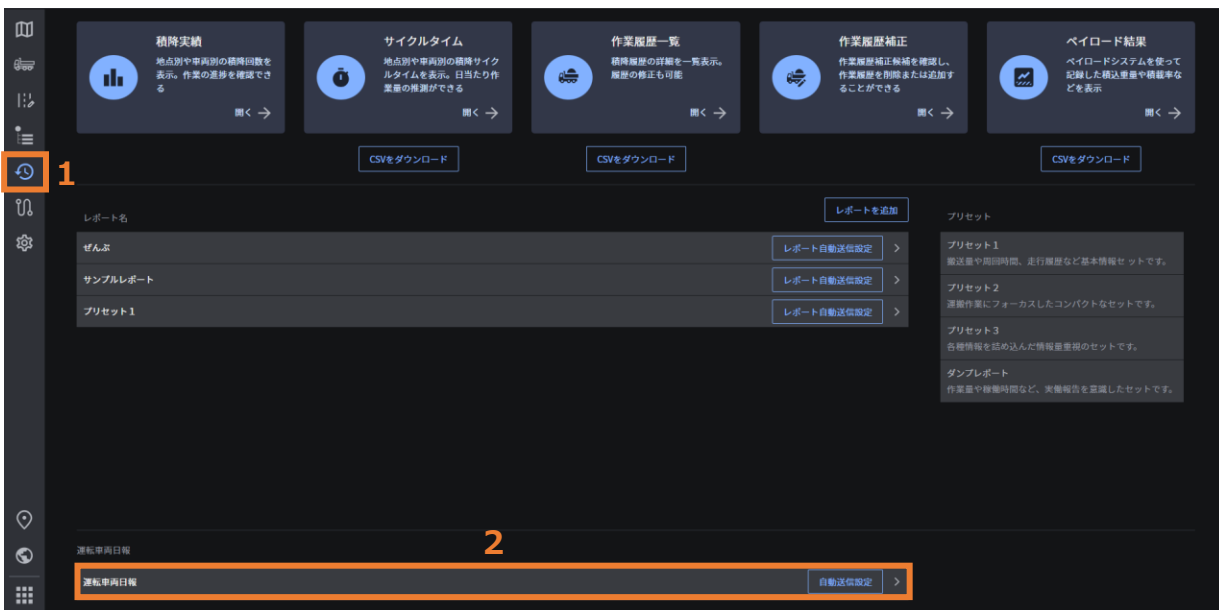 積降実績
地点別や車両別の積降回数を
表示。作業の進捗を確認でき
る
開く
サイクルタイム
地点別や車両別の積降サイク
ルタイムを表示。日当たり作
業量の推測ができる
開く
作業履歴一覧
積降履歴の詳細を一覧表示。
履歴の修正も可能
開く
作業履歴補正
作業履歴補正候補を確認し、
作業履歴を削除または追加す
ることができる
開く
ペイロード結果
ペイロードシステムを使って
記録した積込重量や積載率な
どを表示
開く
CSVをダウンロード
CSVをダウンロード
CSVをダウンロード
1
レポート名
レポートを追加
ぜんぶ
レポート自動送信設定
サンプルレポート
レポート自動送信設定
プリセット1
レポート自動送信設定
プリセット
プリセット1
搬送量や周回時間、走行履歴など基本情報セットです。
プリセット2
運搬作業にフォーカスしたコンパクトなセットです。
プリセット3
各種情報を詰め込んだ情報量重視のセットです。
ダンプレポート
作業量や稼働時間など、実働報告を意識したセットです。
運転車両日報
2
運転車両日報
自動送信設定